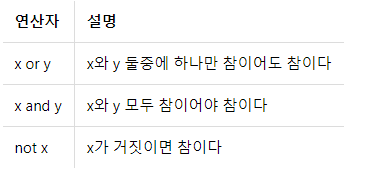 연산자 설명
x or y x와 y 둘중에 하나만 참이어도 참이다
x and y x와 y 모두 참이어야 참이다
not x x가 거짓이면 참이다